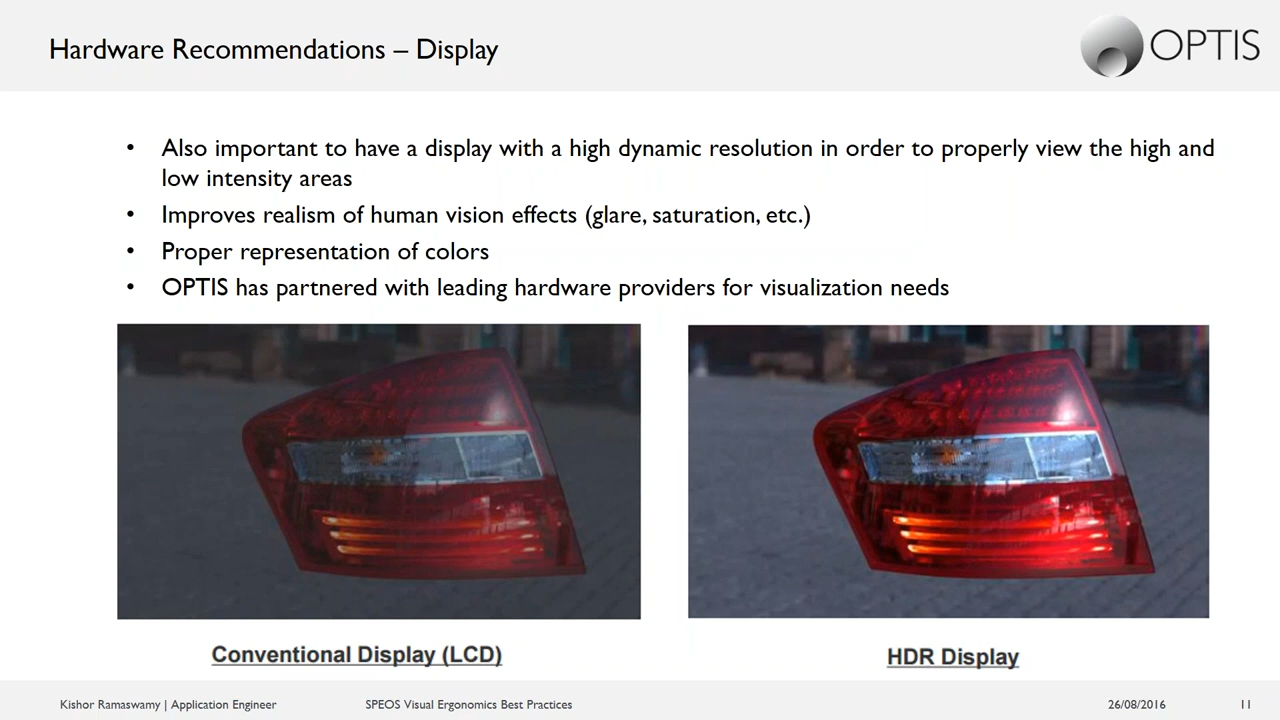 Hardware Recommendations – Display
OPTIS
• Also important to have a display with a high dynamic resolution in order to properly view the high and
low intensity areas
• Improves realism of human vision effects (glare, saturation, etc.)
• Proper representation of colors
• OPTIS has partnered with leading hardware providers for visualization needs
Conventional Display (LCD)
HDR Display
Kishor Ramaswamy | Application Engineer
SPEOS Visual Ergonomics Best Practices
26/08/2016
11